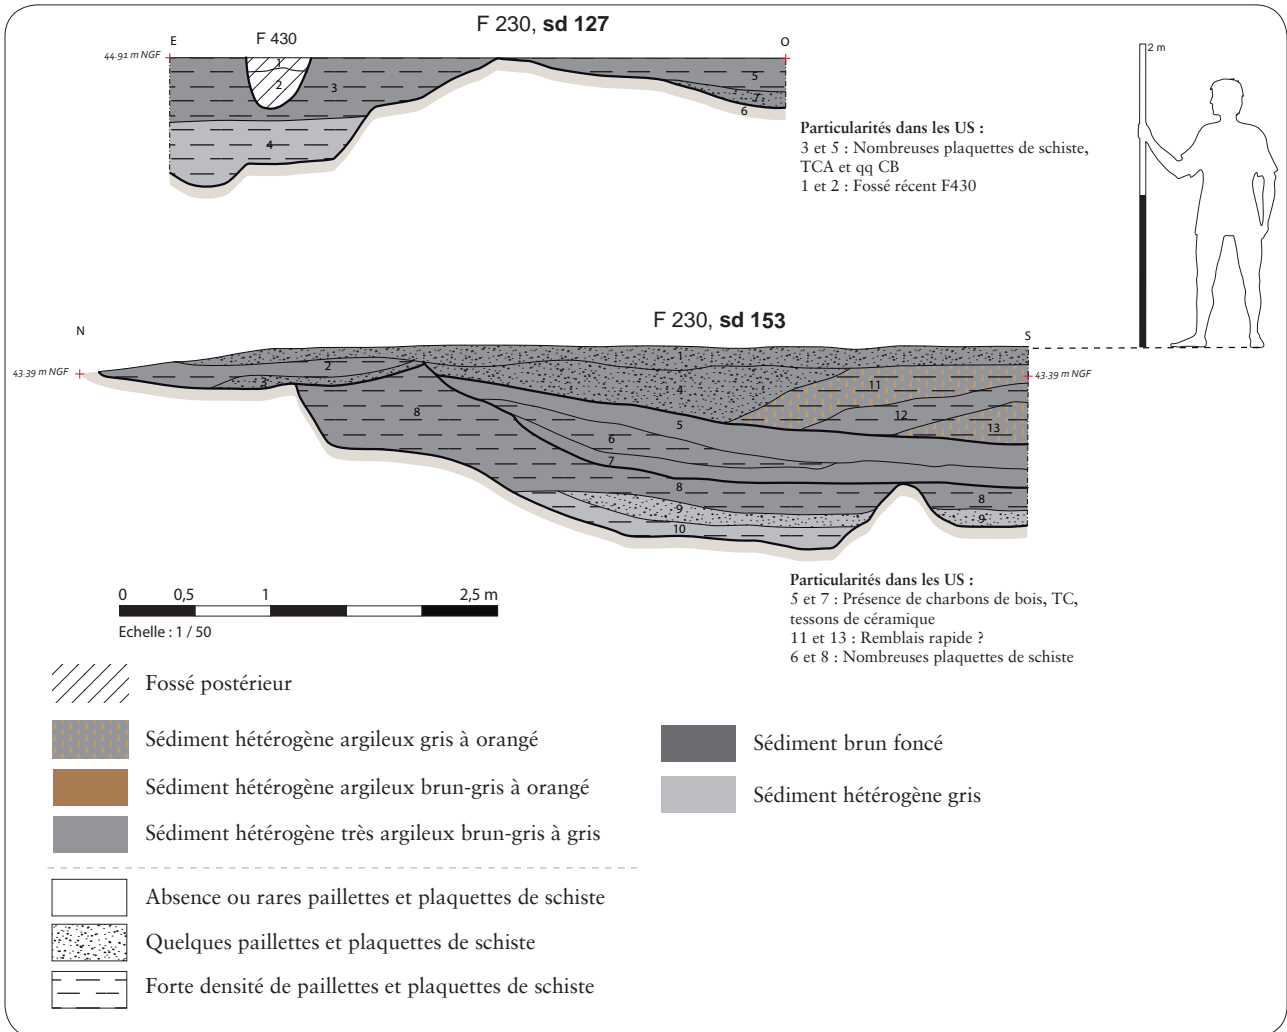 F 230, sd 127
E
F 430
O
44.91 m NGF
1
2
3
4
5
7
6
2 m
Particularités dans les US :
3 et 5 : Nombreuses plaquettes de schiste,
TCA et qq CB
1 et 2 : Fossé récent F430
F 230, sd 153
N
S
43.39 m NGF
43.39 m NGF
1
2
3
4
11
8
5
12
13
6
7
8
8
9
9
10
Particularités dans les US :
5 et 7 : Présence de charbons de bois, TC,
tessons de céramique
11 et 13 : Remblais rapide ?
6 et 8 : Nombreuses plaquettes de schiste
0 0,5 1 2,5 m
Echelle : 1 / 50
Fossé postérieur
Sédiment hétérogène argileux gris à orangé
Sédiment brun foncé
Sédiment hétérogène argileux brun-gris à orangé
Sédiment hétérogène gris
Sédiment hétérogène très argileux brun-gris à gris
Absence ou rares paillettes et plaquettes de schiste
Quelques paillettes et plaquettes de schiste
Forte densité de paillettes et plaquettes de schiste